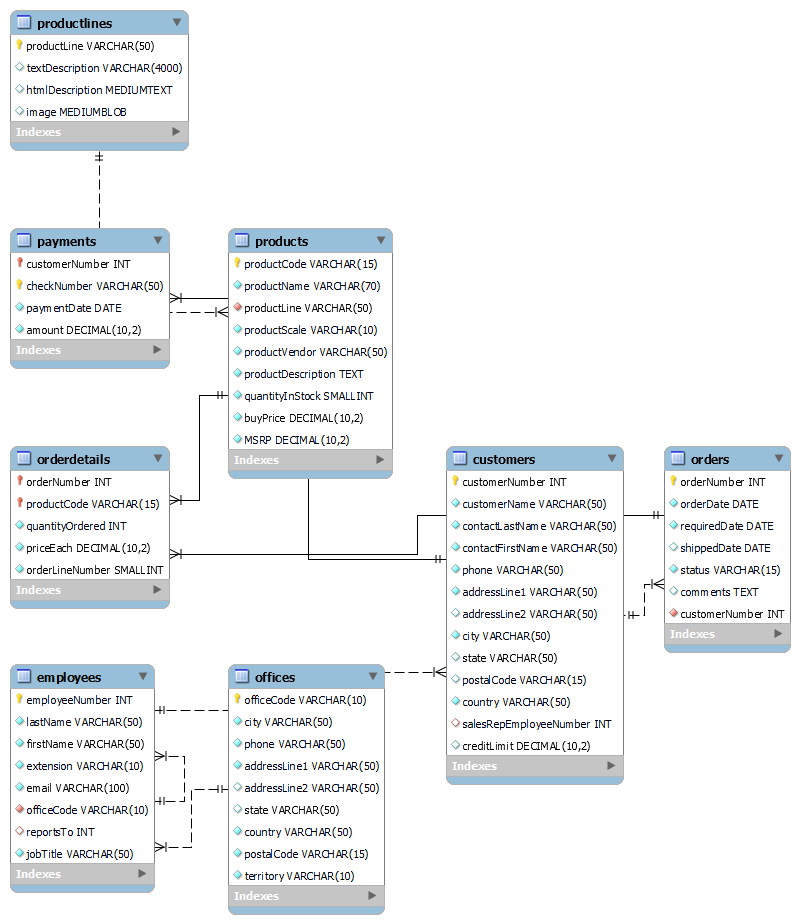 productlines
productLine VARCHAR(50)
textDescription VARCHAR(4000)
htmlDescription MEDIUMTEXT
image MEDIUMBLOB
Indexes
payments
customerNumber INT
checkNumber VARCHAR(50)
paymentDate DATE
amount DECIMAL(10,2)
Indexes
products
productCode VARCHAR(15)
productName VARCHAR(70)
productLine VARCHAR(50)
productScale VARCHAR(10)
productVendor VARCHAR(50)
productDescription TEXT
quantityInStock SMALLINT
buyPrice DECIMAL(10,2)
MSRP DECIMAL(10,2)
Indexes
orderdetails
orderNumber INT
productCode VARCHAR(15)
quantityOrdered INT
priceEach DECIMAL(10,2)
orderLineNumber SMALLINT
Indexes
customers
customerNumber INT
customerName VARCHAR(50)
contactLastName VARCHAR(50)
contactFirstName VARCHAR(50)
phone VARCHAR(50)
addressLine1 VARCHAR(50)
addressLine2 VARCHAR(50)
city VARCHAR(50)
state VARCHAR(50)
postalCode VARCHAR(15)
country VARCHAR(50)
salesRepEmployeeNumber INT
creditLimit DECIMAL(10,2)
Indexes
orders
orderNumber INT
orderDate DATE
requiredDate DATE
shippedDate DATE
status VARCHAR(15)
comments TEXT
customerNumber INT
Indexes
employees
employeeNumber INT
lastName VARCHAR(50)
firstName VARCHAR(50)
extension VARCHAR(10)
email VARCHAR(100)
officeCode VARCHAR(10)
reportsTo INT
jobTitle VARCHAR(50)
Indexes
offices
officeCode VARCHAR(10)
city VARCHAR(50)
phone VARCHAR(50)
addressLine1 VARCHAR(50)
addressLine2 VARCHAR(50)
state VARCHAR(50)
country VARCHAR(50)
postalCode VARCHAR(15)
territory VARCHAR(10)
Indexes